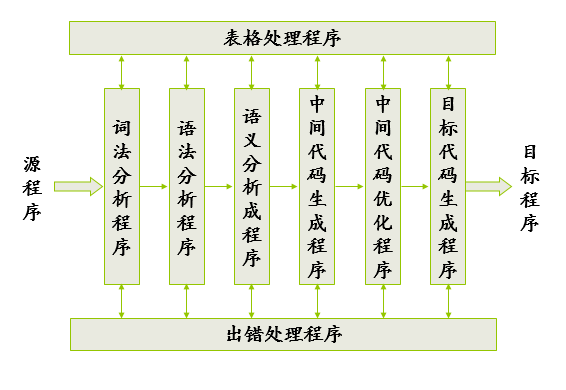 表格处理程序
源程序
词法分析程序
语法分析程序
语义分析成程序
中间代码生成程序
中间代码优化程序
目标代码生成程序
目标程序
出错处理程序